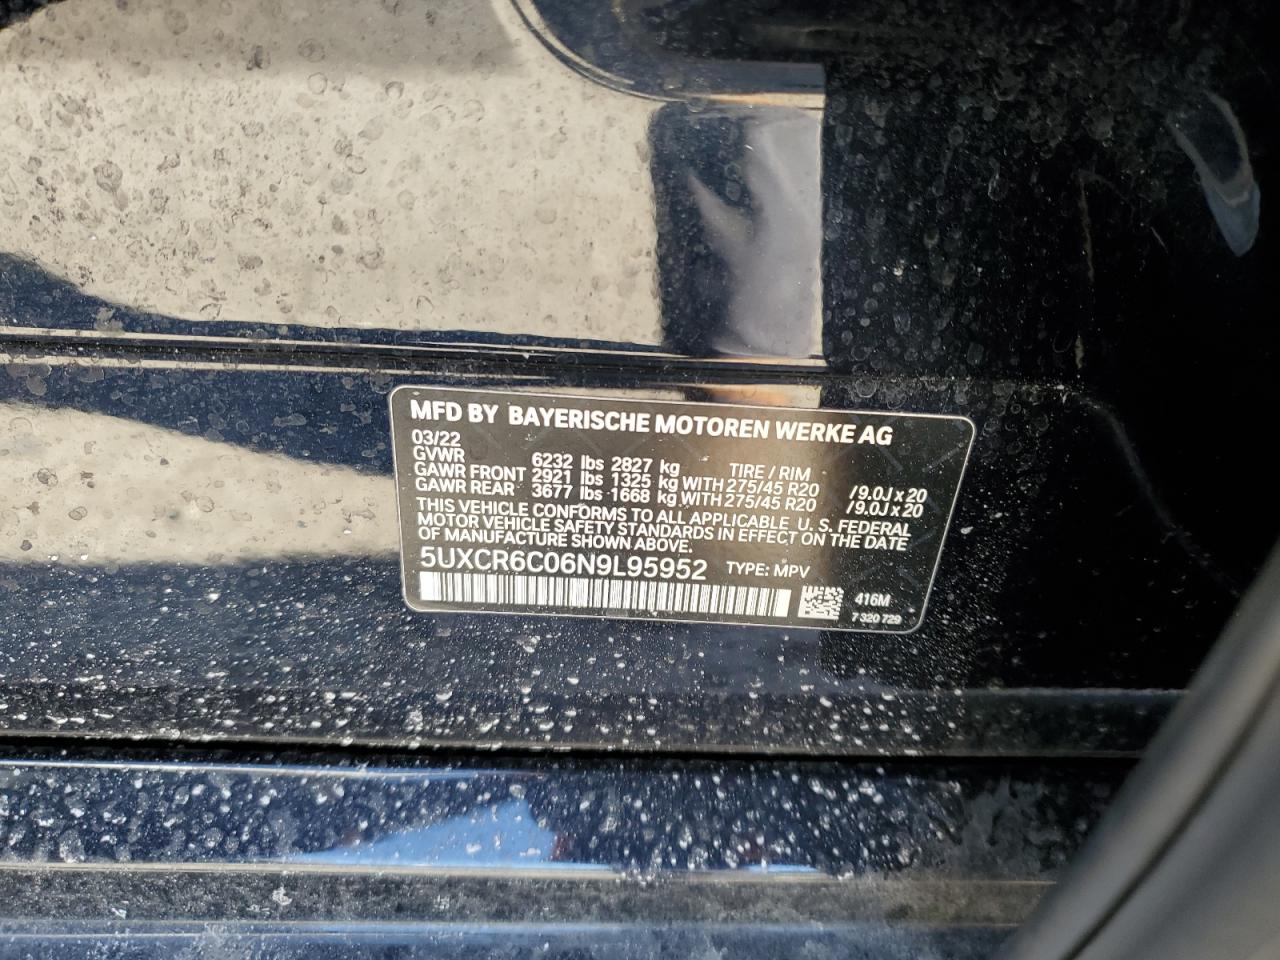 MFD BY BAYERISCHE MOTOREN WERKE AG
03/22
GVWR 6232 lbs 2827 kg TIRE / RIM
GAWR FRONT 2921 lbs 1325 kg WITH 275/45 R20 /9.0J x 20
GAWR REAR 3677 lbs 1668 kg WITH 275/45 R20 /9.0J x 20
THIS VEHICLE CONFORMS TO ALL APPLICABLE U. S. FEDERAL
MOTOR VEHICLE SAFETY STANDARDS IN EFFECT ON THE DATE
OF MANUFACTURE SHOWN ABOVE.
5UXCR6C06N9L95952 TYPE: MPV
416M
7 320 729